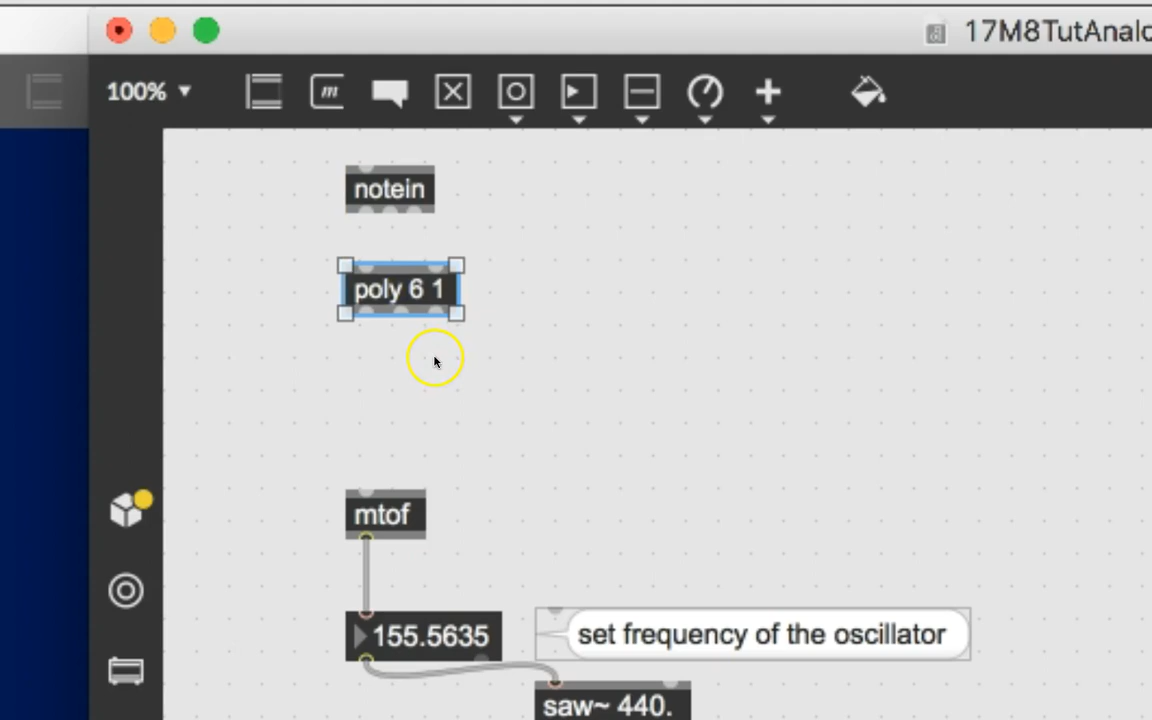 17M8TutAnalo
100%
m
notein
poly 6 1
mtof
155.5635
set frequency of the oscillator
saw~ 440.